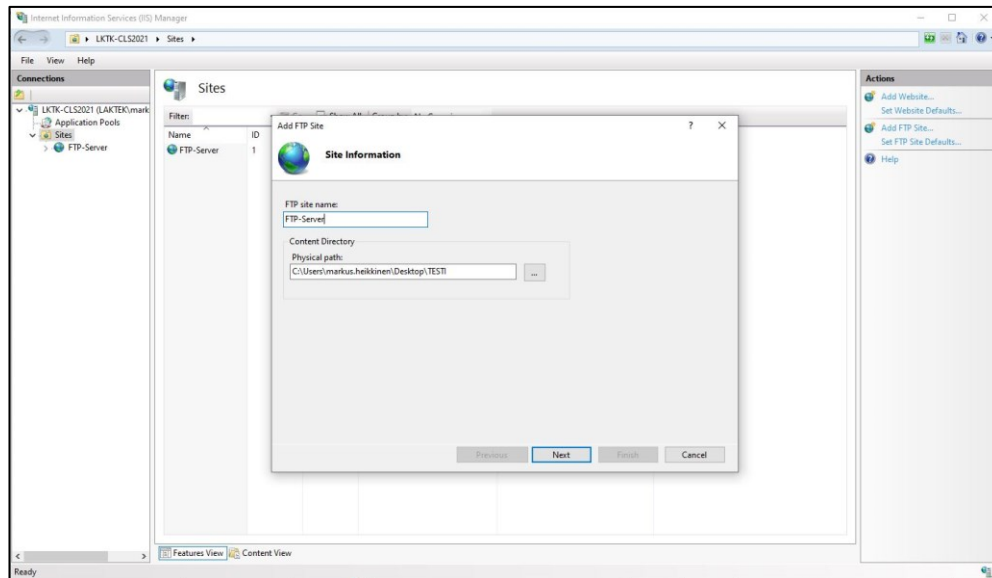 Internet Information Services (IIS) Manager
LKTK-CLS2021 Sites
File View Help
Connections
LKTK-CLS2021 (LAKTEK\mark
Application Pools
Sites
FTP-Server
Sites
Filter:
Name ID
FTP-Server 1
Add FTP Site ?
Site Information
FTP site name:
FTP-Server
Content Directory
Physical path:
C:\Users\markus.heikkinen\Desktop\TESTI
...
Previous Next Finish Cancel
Actions
Add Website...
Set Website Defaults...
Add FTP Site...
Set FTP Site Defaults...
Help
Features View Content View
Ready